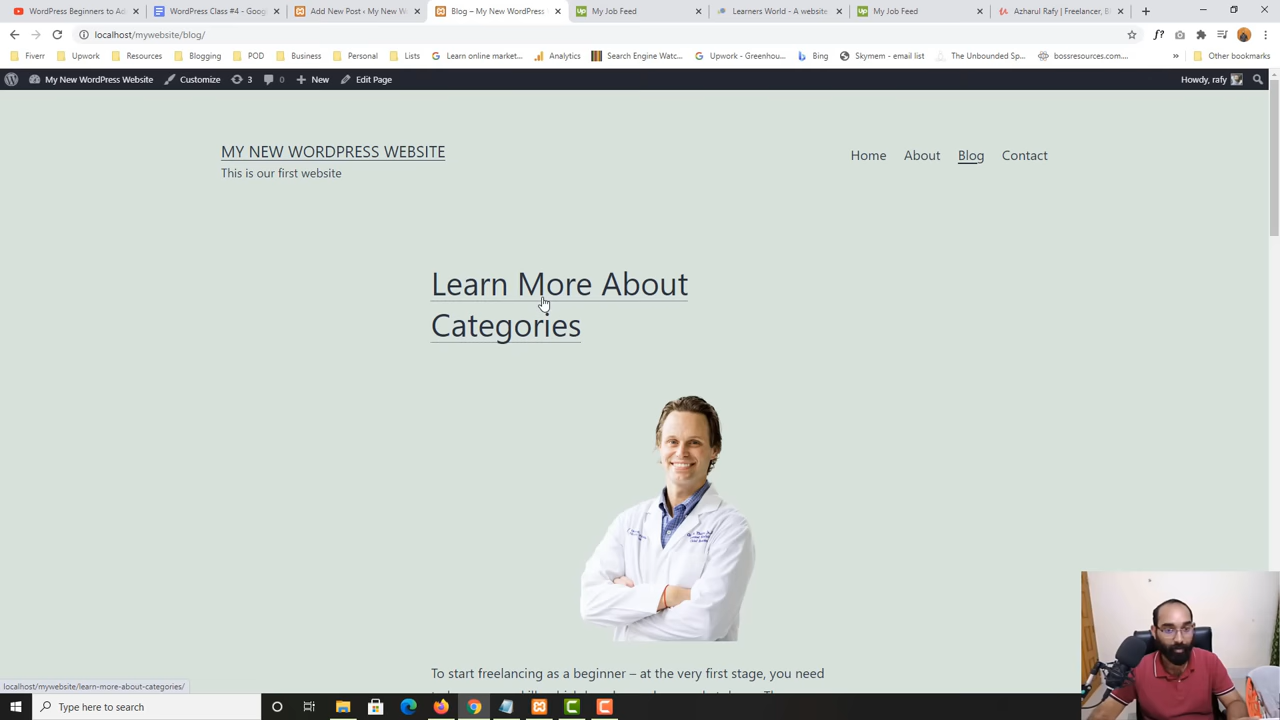 WordPress Beginners to Ad
WordPress Class #4 - Goog
Add New Post ‹ My New W
Blog – My New WordPress
My Job Feed
Learners World - A website
My Job Feed
Azharul Rafy | Freelancer, B
localhost/mywebsite/blog/
Fiverr
Upwork
Resources
Blogging
POD
Business
Personal
Lists
Learn online market...
Analytics
Search Engine Watc...
Upwork - Greenhou...
Bing
Skymem - email list
The Unbounded Sp...
bossresources.com...
»
Other bookmarks
My New WordPress Website
Customize
3
0
New
Edit Page
Howdy, rafy
MY NEW WORDPRESS WEBSITE
This is our first website
Home
About
Blog
Contact
Learn More About
Categories
To start freelancing as a beginner – at the very first stage, you need
localhost/mywebsite/learn-more-about-categories/
Type here to search